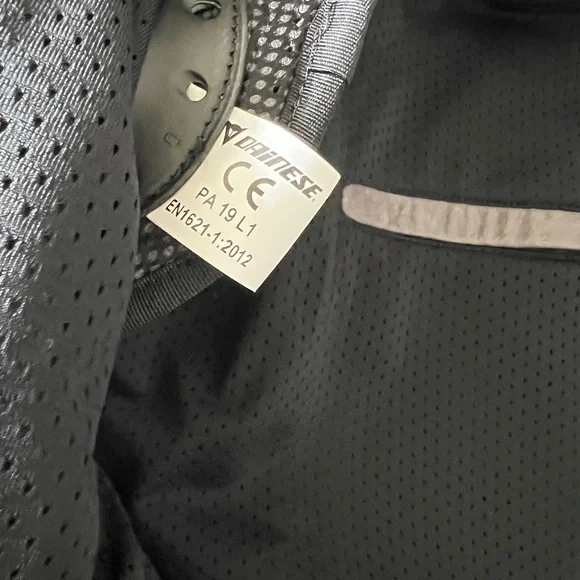 DAINESE
CE
PA 19 L1
EN1621-1:2012